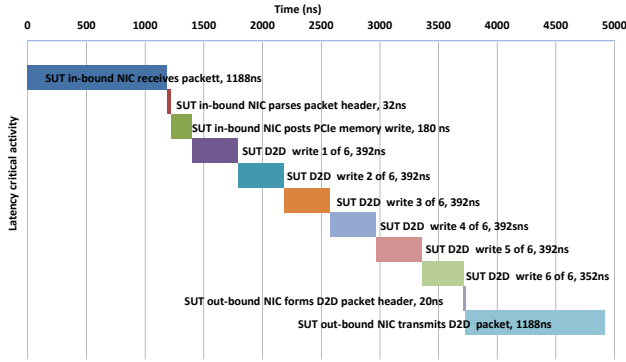 Time (ns)
0 500 1000 1500 2000 2500 3000 3500 4000 4500 5000
Latency critical activity
SUT in-bound NIC receives packett, 1188ns
SUT in-bound NIC parses packet header, 32ns
SUT in-bound NIC posts PCIe memory write, 180 ns
SUT D2D write 1 of 6, 392ns
SUT D2D write 2 of 6, 392ns
SUT D2D write 3 of 6, 392ns
SUT D2D write 4 of 6, 392sns
SUT D2D write 5 of 6, 392ns
SUT D2D write 6 of 6, 352ns
SUT out-bound NIC forms D2D packet header, 20ns
SUT out-bound NIC transmits D2D packet, 1188ns